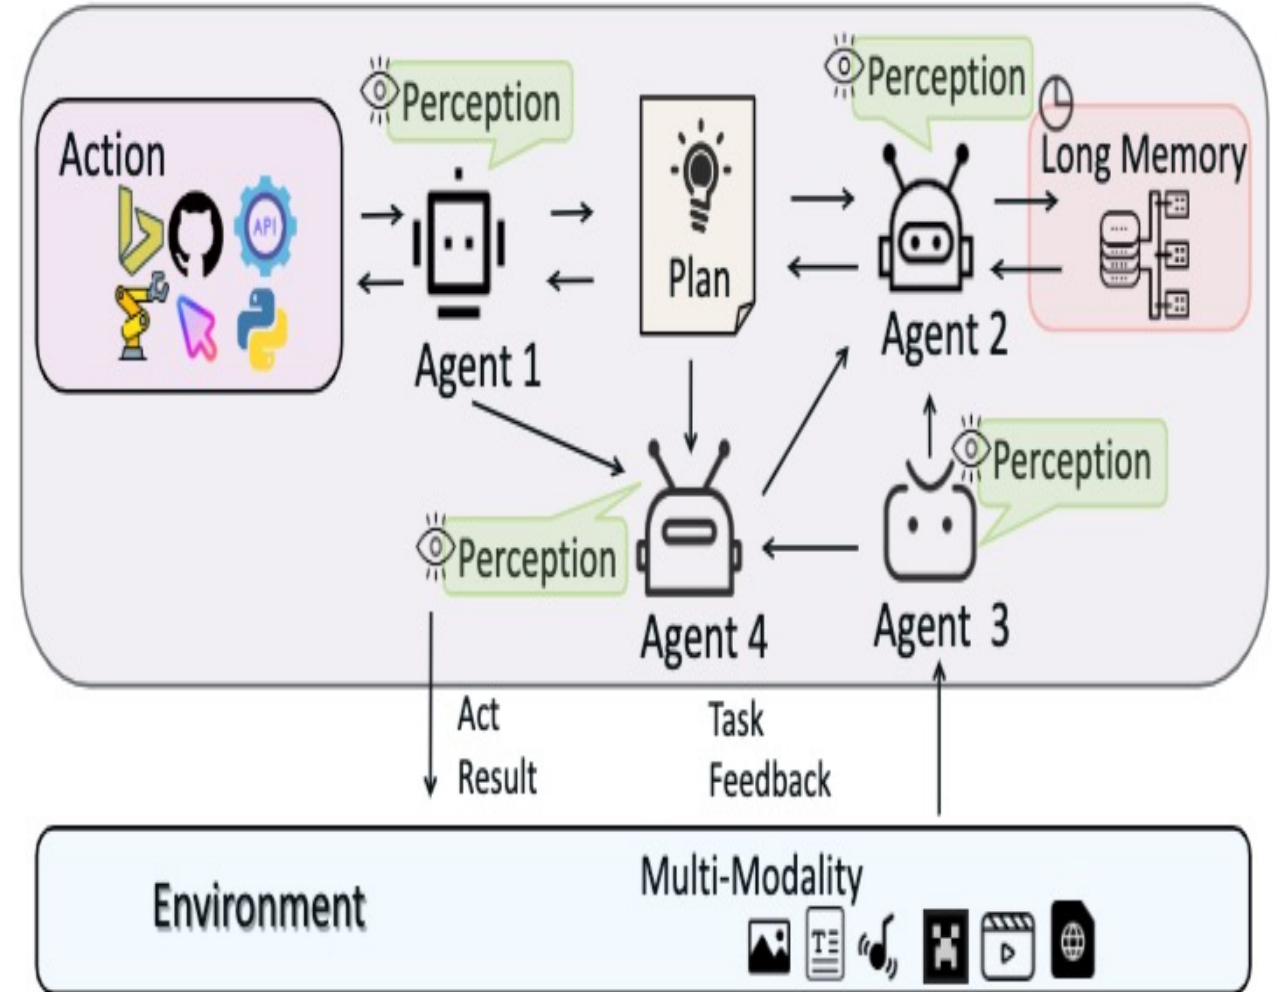 Perception
Perception
Action
Long Memory
API
Plan
Agent 1
Agent 2
Perception
Perception
Agent 4
Agent 3
Act
Result
Task
Feedback
Multi-Modality
Environment
T